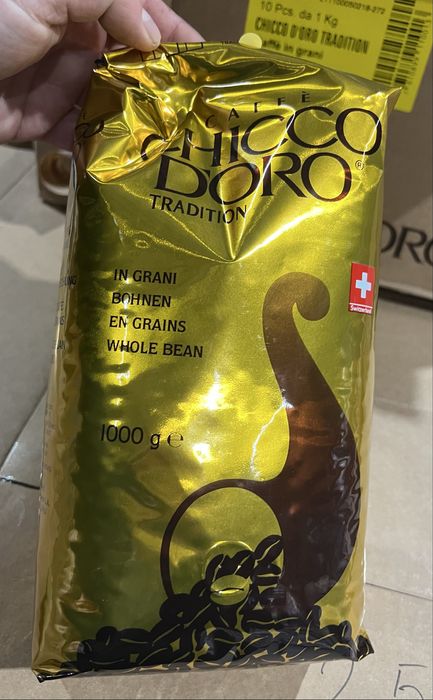 10 Pcs. da 1 Kg
CHICCO D'ORO TRADITION
in grani
CAFFÈ
CHICCO
D'ORO®
TRADITION
IN GRANI
BOHNEN
EN GRAINS
WHOLE BEAN
1000 g e
Switzerland